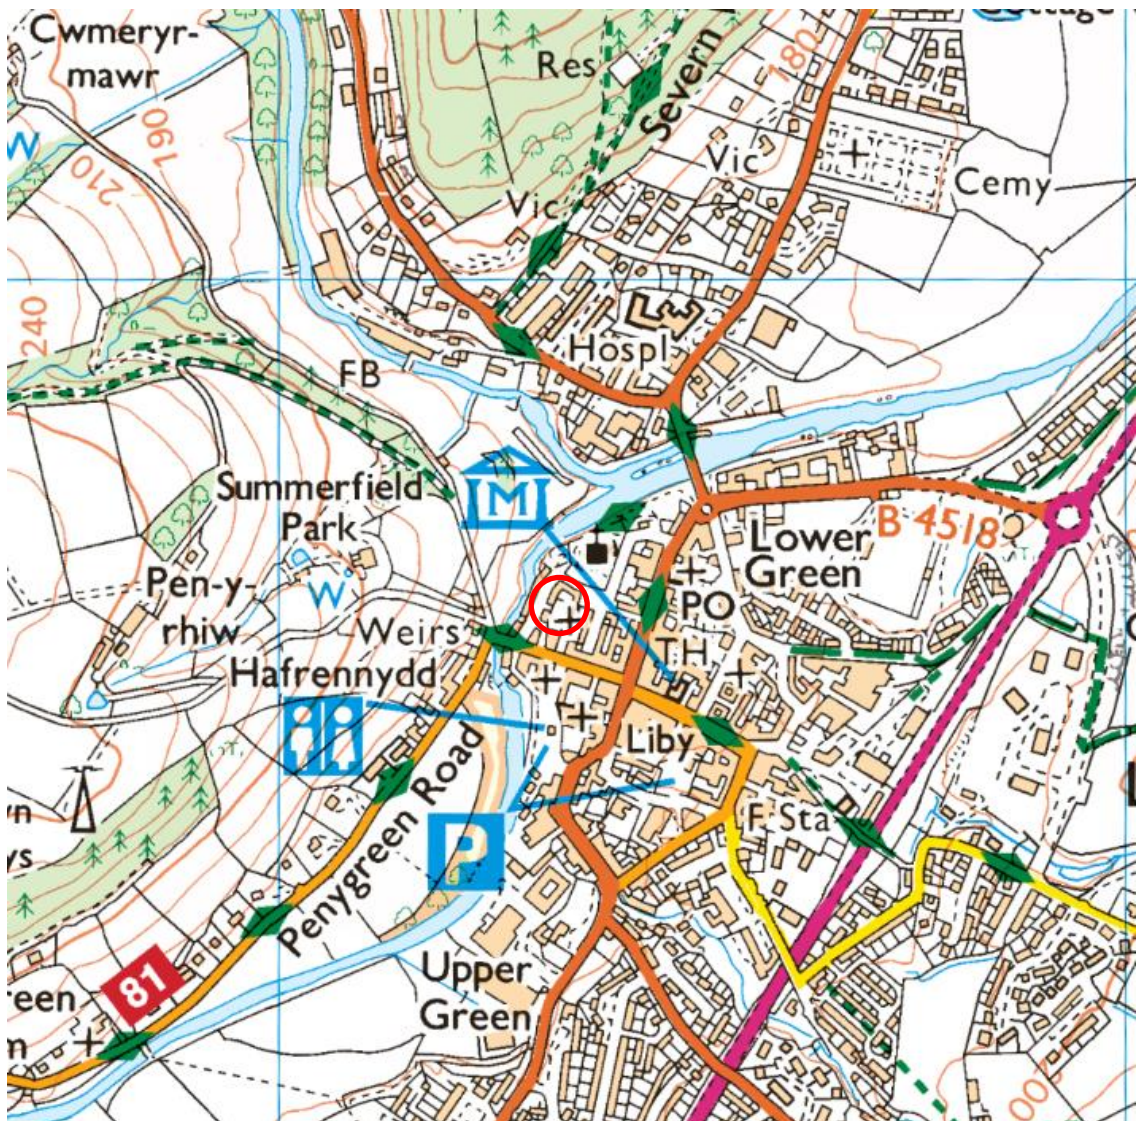 Cwmeryr-
mawr
Cottage
Res
Severn
180
190
210
W
Vic
Vic
Cemy
240
Hospl
FB
Summerfield
Park
M
B 4518
Lower
Green
Pen-y-
rhiw
W
Weirs
PO
TH
Hafrennydd
Liby
Penygreen Road
P
F Sta
81
Upper
Green